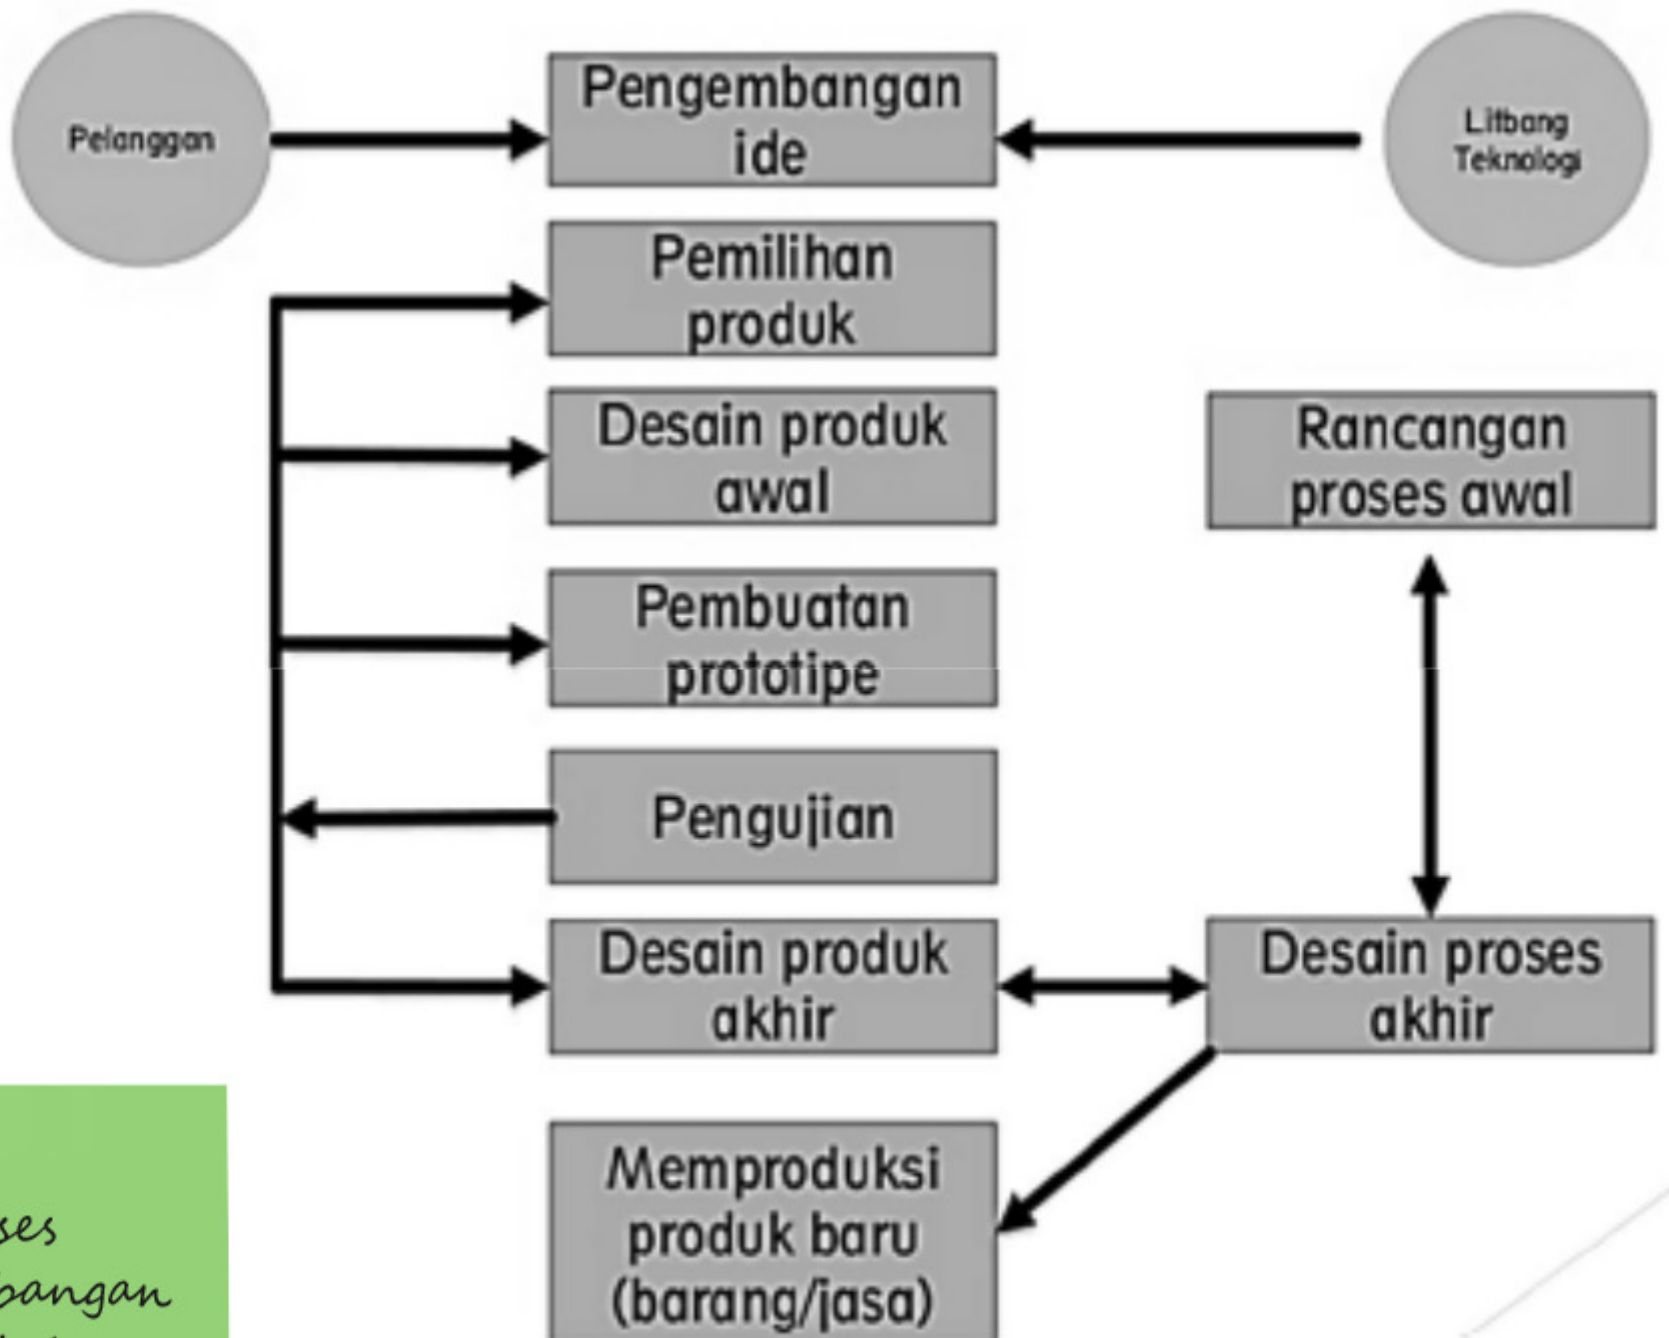 Pelanggan
Pengembangan
ide
Litbang
Teknologi
Pemilihan
produk
Desain produk
awal
Rancangan
proses awal
Pembuatan
prototipe
Pengujian
Desain produk
akhir
Desain proses
akhir
Memproduksi
produk baru
(barang/jasa)
ses
bangan